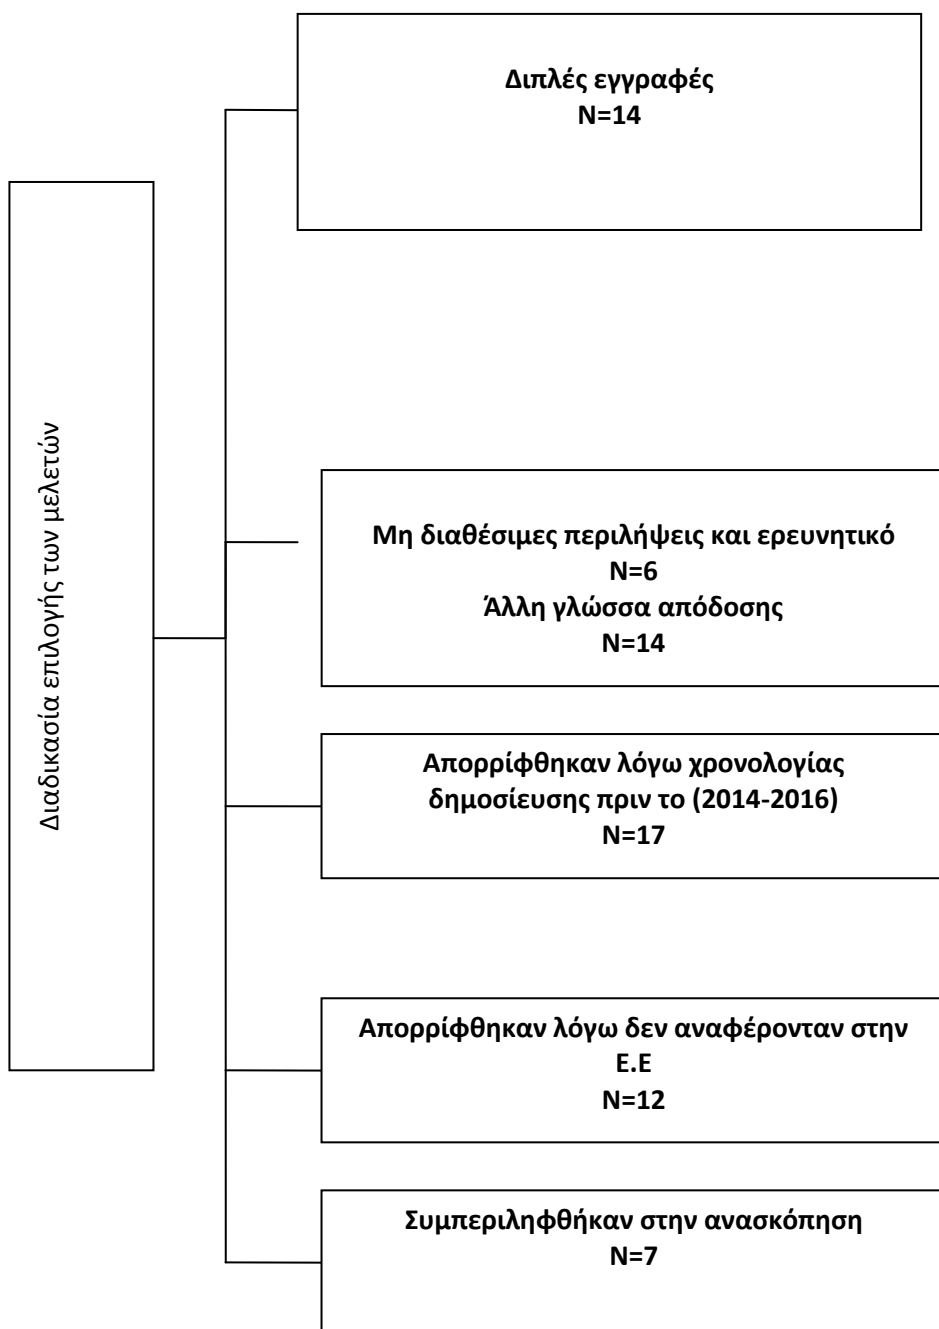 Διαδικασία επιλογής των μελετών
Διπλές εγγραφές
N=14
Μη διαθέσιμες περιλήψεις και ερευνητικό
N=6
Άλλη γλώσσα απόδοσης
N=14
Απορρίφθηκαν λόγω χρονολογίας
δημοσίευσης πριν το (2014-2016)
N=17
Απορρίφθηκαν λόγω δεν αναφέρονταν στην
Ε.Ε
N=12
Συμπεριληφθήκαν στην ανασκόπηση
N=7